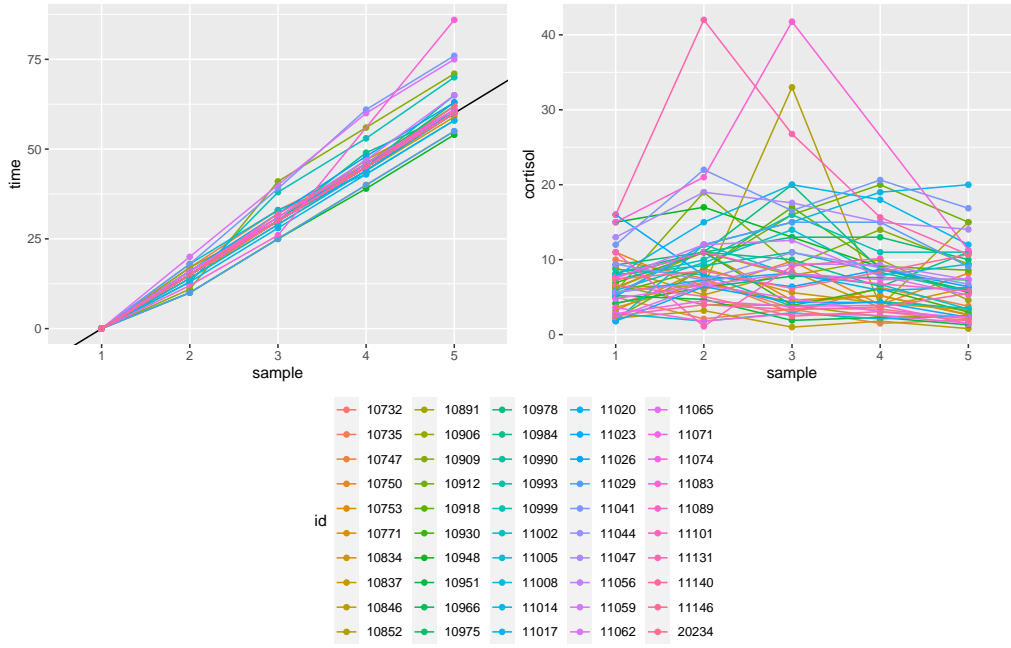 75
50
25
0
time
1 2 3 4 5
sample
40
30
20
10
0
cortisol
1 2 3 4 5
sample
id
10732 10891 10978 11020 11065
10735 10906 10984 11023 11071
10747 10909 10990 11026 11074
10750 10912 10993 11029 11083
10753 10918 10999 11041 11089
10771 10930 11002 11044 11101
10834 10948 11005 11047 11131
10837 10951 11008 11056 11140
10846 10966 11014 11059 11146
10852 10975 11017 11062 20234